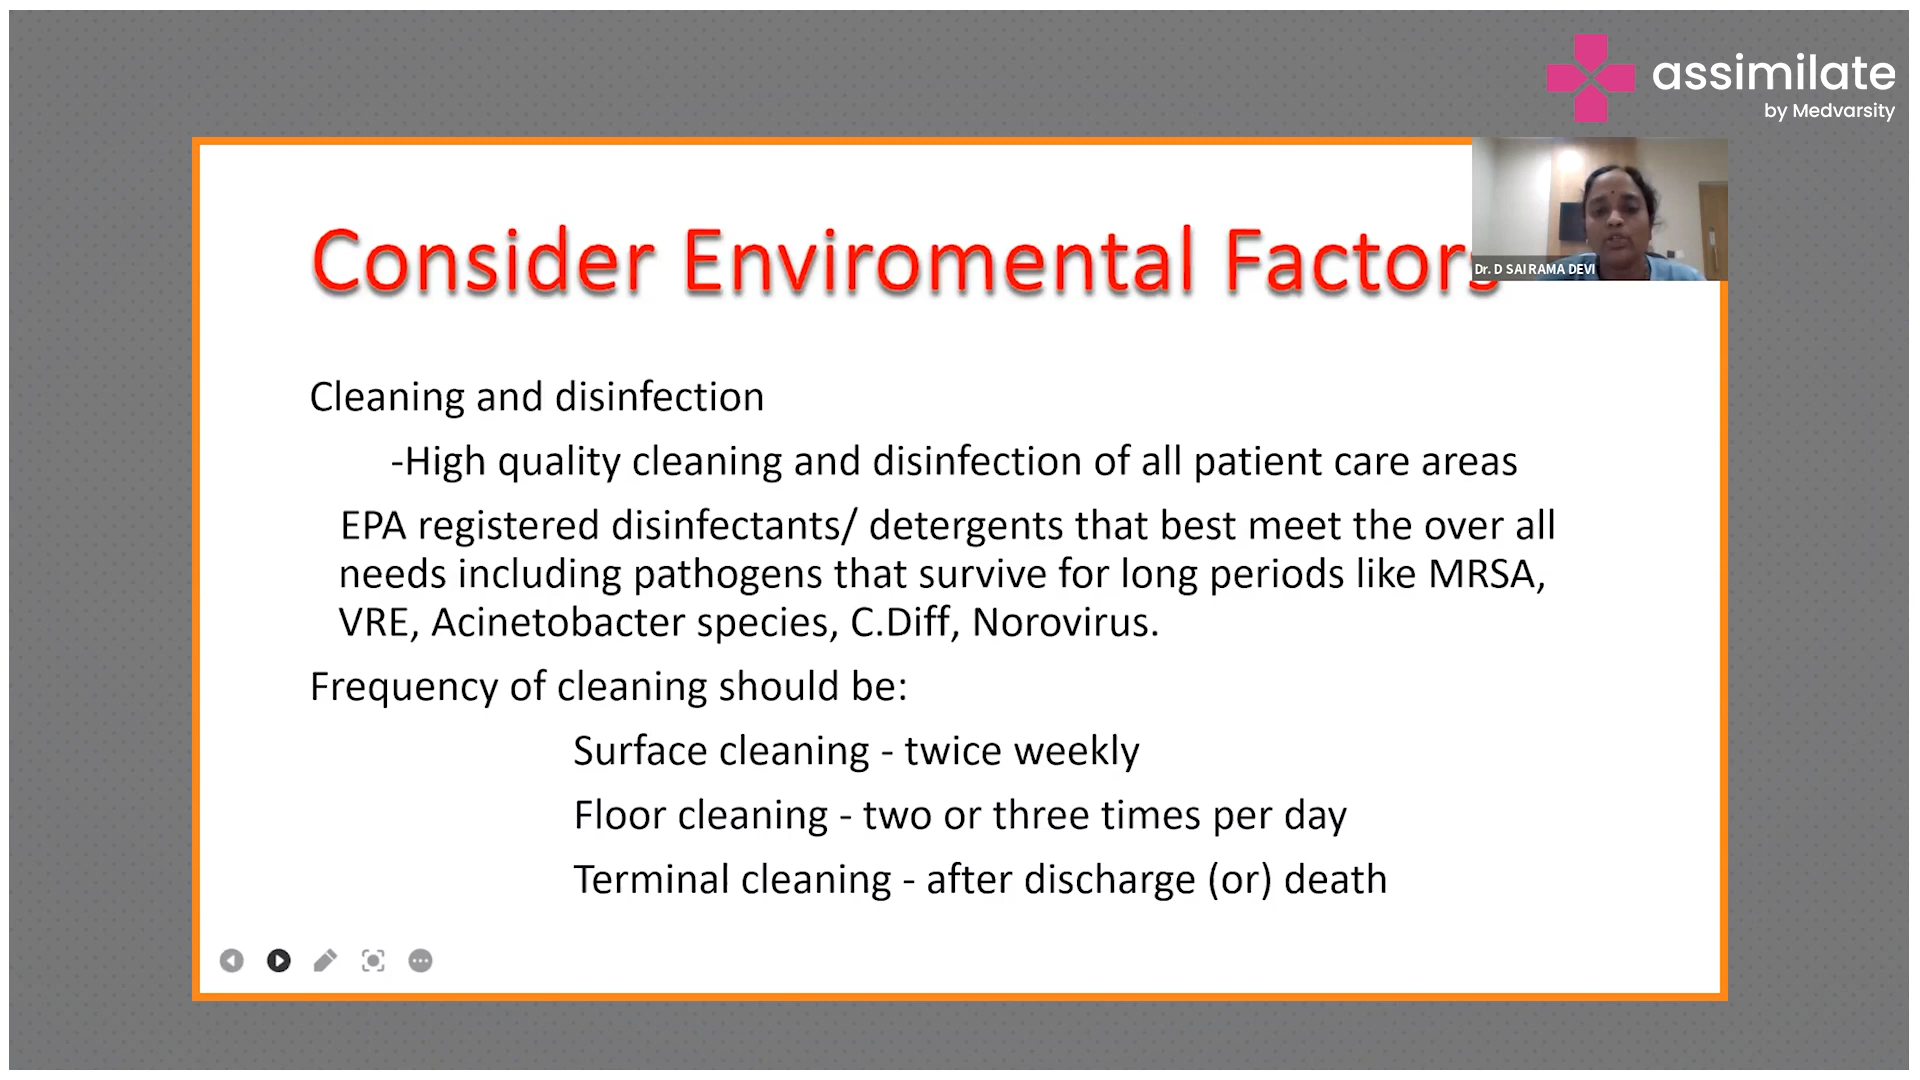 assimilate
by Medvarsity
Consider Enviromental Factors
Dr. D SAI RAMA DEVI
Cleaning and disinfection
-High quality cleaning and disinfection of all patient care areas
EPA registered disinfectants/ detergents that best meet the over all
needs including pathogens that survive for long periods like MRSA,
VRE, Acinetobacter species, C.Diff, Norovirus.
Frequency of cleaning should be:
Surface cleaning - twice weekly
Floor cleaning - two or three times per day
Terminal cleaning - after discharge (or) death